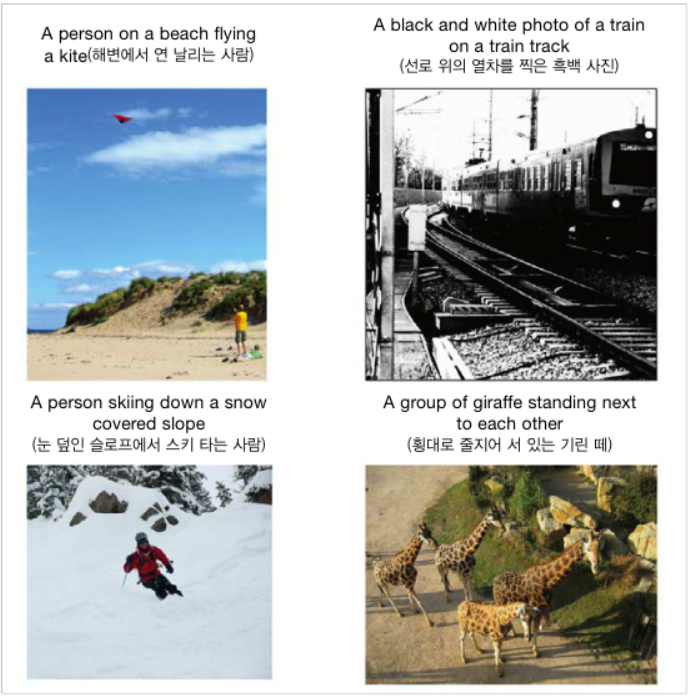 A person on a beach flying
a kite(해변에서 연 날리는 사람)
A black and white photo of a train
on a train track
(선로 위의 열차를 찍은 흑백 사진)
A person skiing down a snow
covered slope
(눈 덮인 슬로프에서 스키 타는 사람)
A group of giraffe standing next
to each other
(횡대로 줄지어 서 있는 기린 떼)